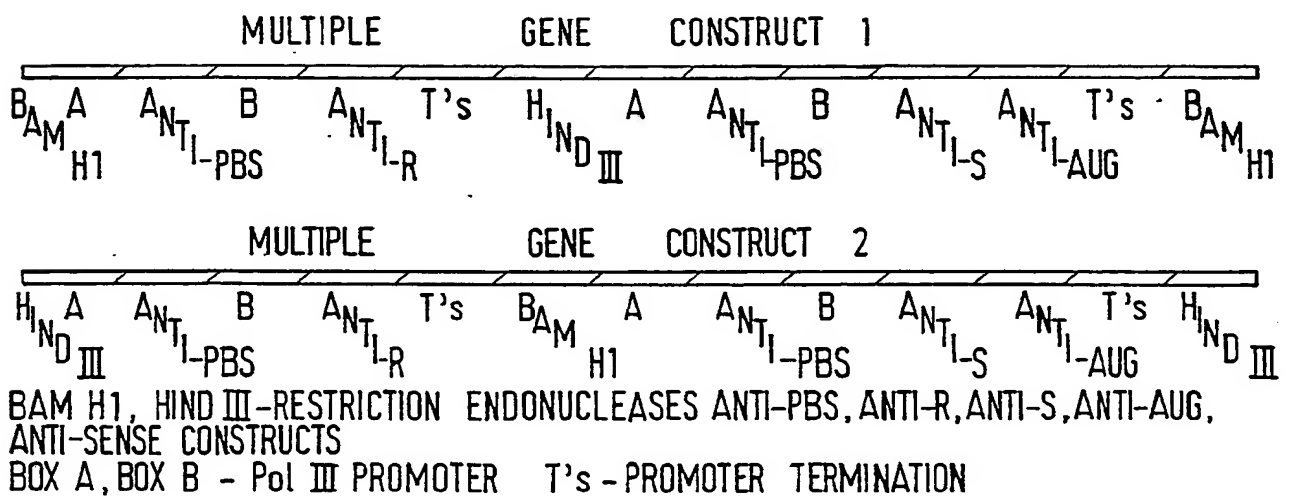 MULTIPLE GENE CONSTRUCT 1
BAM H1 A ANTI-PBS B ANTI-R T's HIND III A ANTI-PBS B ANTI-S ANTI-AUG T's BAM H1
MULTIPLE GENE CONSTRUCT 2
HIND III A ANTI-PBS B ANTI-R T's BAM H1 A ANTI-PBS B ANTI-S ANTI-AUG T's HIND III
BAM H1, HIND III-RESTRICTION ENDONUCLEASES ANTI-PBS, ANTI-R, ANTI-S, ANTI-AUG,
ANTI-SENSE CONSTRUCTS
BOX A, BOX B - Pol III PROMOTER T's - PROMOTER TERMINATION